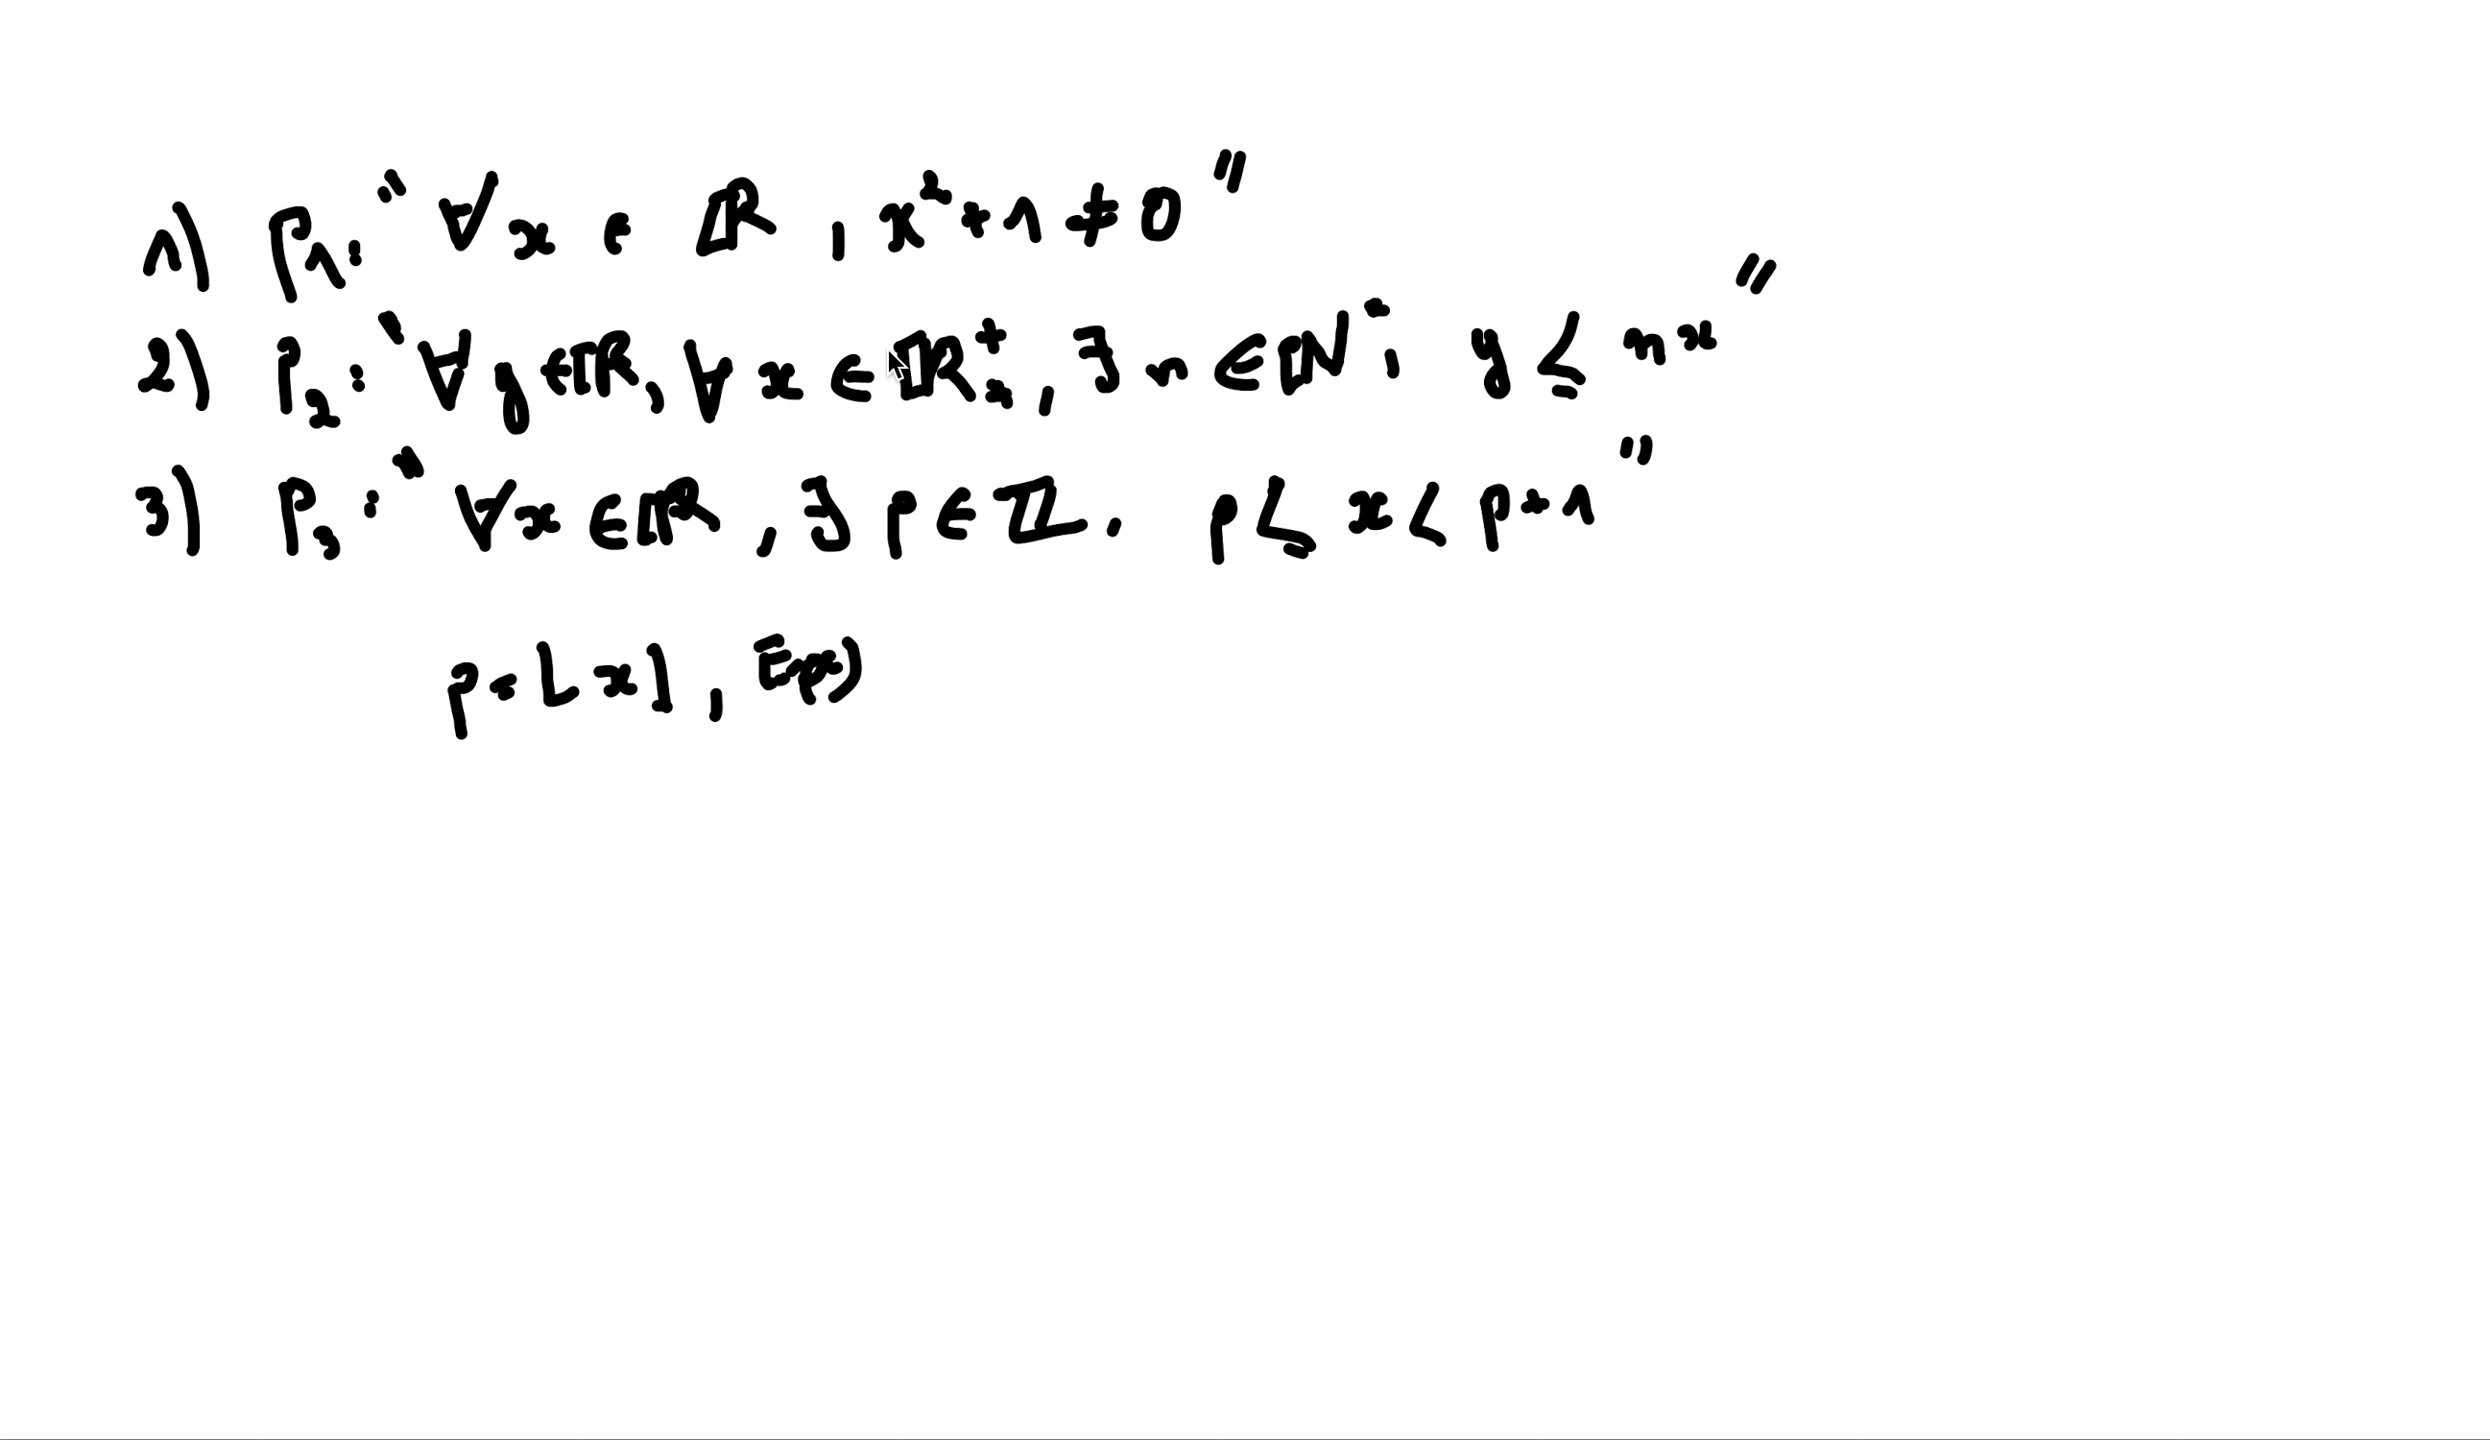 1) P₁: "∀x ∈ ℝ, x²+1 ≠ 0"
2) P₂: "∀y∈ℝ, ∀x∈ℝ₊⁺, ∃n∈ℕ*; y ≤ nx"
3) P₃: "∀x∈ℝ, ∃p∈ℤ. p ≤ x < p+1"
p=⌊x⌋, E(x)